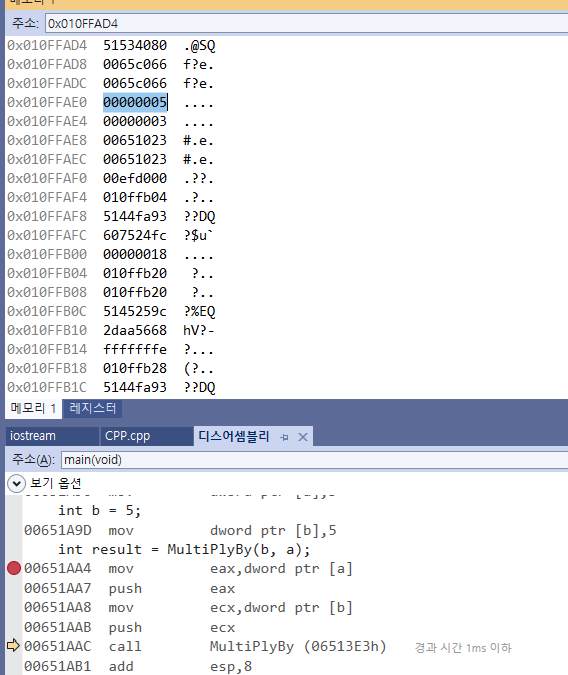 메모리 1
주소: 0x010FFAD4
0x010FFAD4 51534080 .@SQ
0x010FFAD8 0065c066 f?e.
0x010FFADC 0065c066 f?e.
0x010FFAE0 00000005 ....
0x010FFAE4 00000003 ....
0x010FFAE8 00651023 #.e.
0x010FFAEC 00651023 #.e.
0x010FFAF0 00efd000 .??.
0x010FFAF4 010ffb04 .?..
0x010FFAF8 5144fa93 ??DQ
0x010FFAFC 607524fc ?$u`
0x010FFB00 00000018 ....
0x010FFB04 010ffb20 ?..
0x010FFB08 010ffb20 ?..
0x010FFB0C 5145259c ?%EQ
0x010FFB10 2daa5668 hV?-
0x010FFB14 fffffffe ?...
0x010FFB18 010ffb28 (?..
0x010FFB1C 5144fa93 ??DQ
메모리 1 레지스터
iostream CPP.cpp 디스어셈블리
주소(A): main(void)
보기 옵션
int b = 5;
00651A9D mov dword ptr [b],5
int result = MultiPlyBy(b, a);
00651AA4 mov eax,dword ptr [a]
00651AA7 push eax
00651AA8 mov ecx,dword ptr [b]
00651AAB push ecx
00651AAC call MultiPlyBy (06513E3h) 경과 시간 1ms 이하
00651AB1 add esp,8